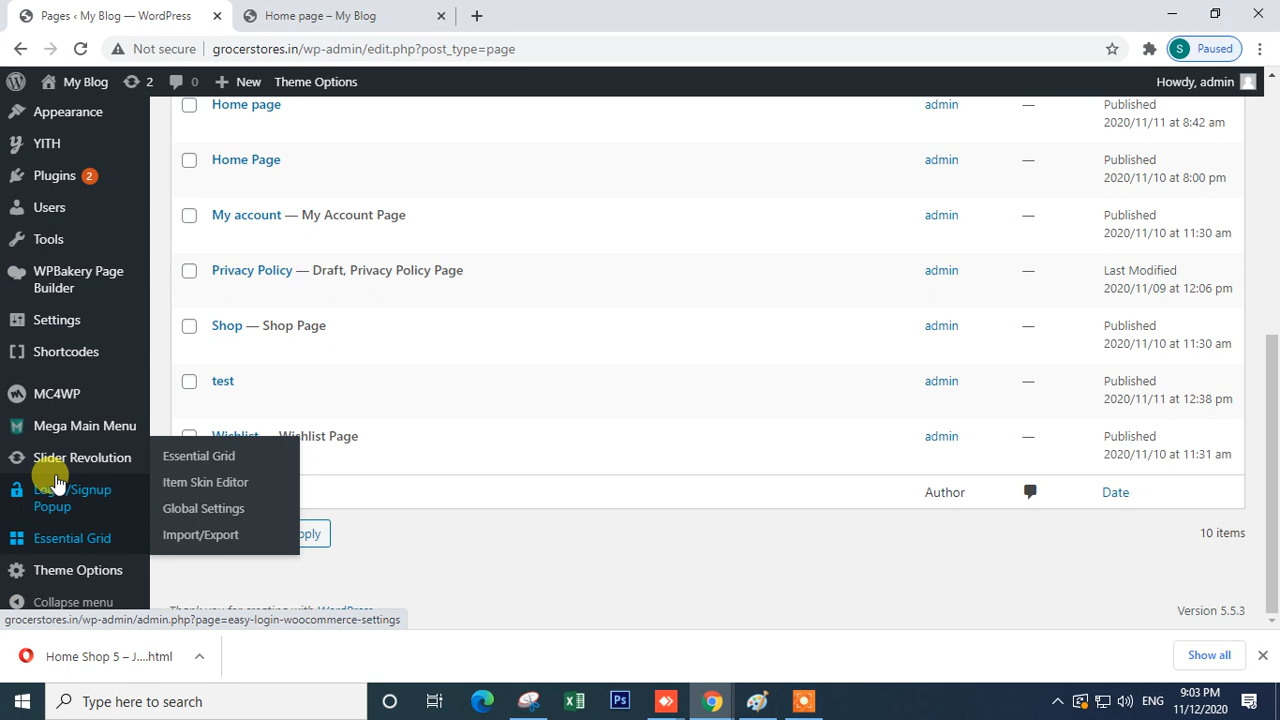 Pages ‹ My Blog — WordPress
Home page – My Blog
Not secure
grocerstores.in/wp-admin/edit.php?post_type=page
S
Paused
My Blog
2
0
New
Theme Options
Howdy, admin
Appearance
YITH
Plugins 2
Users
Tools
WPBakery Page
Builder
Settings
Shortcodes
MC4WP
Mega Main Menu
Slider Revolution
/Signup
Popup
Essential Grid
Theme Options
Collapse menu
Essential Grid
Item Skin Editor
Global Settings
Import/Export
Home page
admin
—
Published
2020/11/11 at 8:42 am
Home Page
admin
—
Published
2020/11/10 at 8:00 pm
My account — My Account Page
admin
—
Published
2020/11/10 at 11:30 am
Privacy Policy — Draft, Privacy Policy Page
admin
—
Last Modified
2020/11/09 at 12:06 pm
Shop — Shop Page
admin
—
Published
2020/11/10 at 11:30 am
test
admin
—
Published
2020/11/11 at 12:38 pm
Wishlist — Wishlist Page
admin
—
Published
2020/11/10 at 11:31 am
Author
Date
10 items
Version 5.5.3
grocerstores.in/wp-admin/admin.php?page=easy-login-woocommerce-settings
Home Shop 5 – J....html
Show all
Type here to search
ENG
9:03 PM
11/12/2020